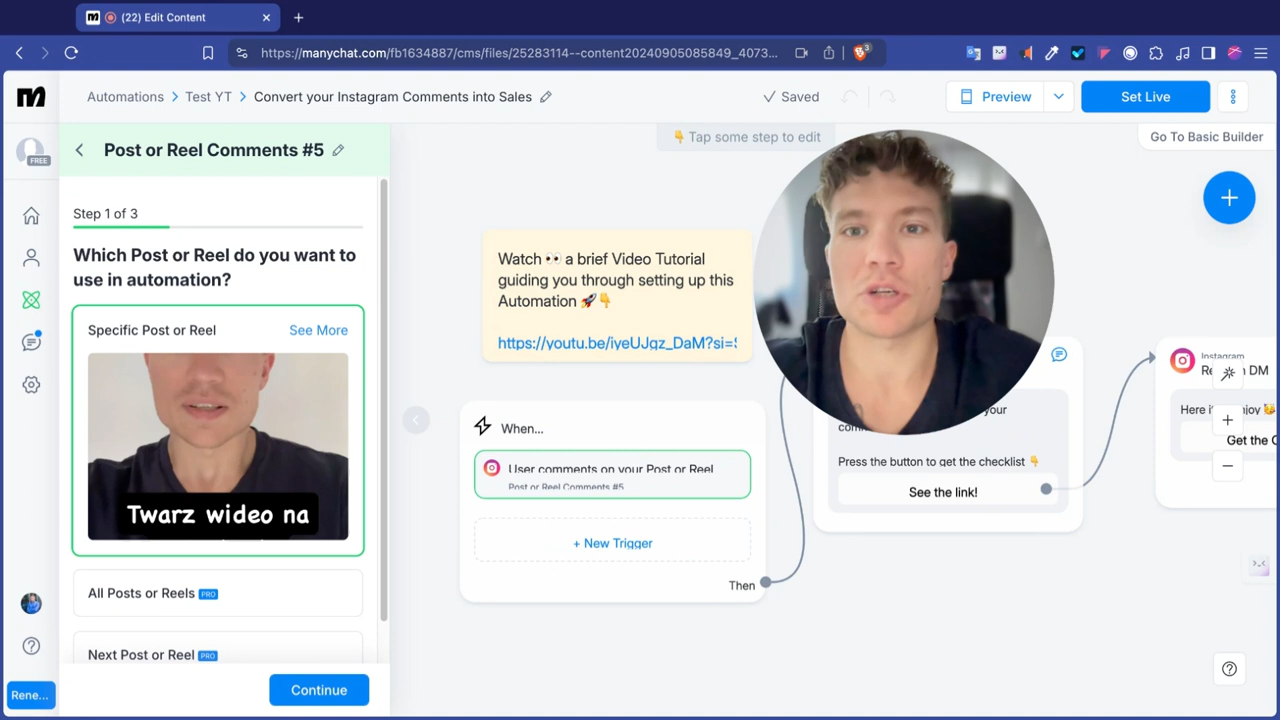 (22) Edit Content
https://manychat.com/fb1634887/cms/files/25283114--content20240905085849_4073...
3
Automations > Test YT > Convert your Instagram Comments into Sales
Saved
Preview
Set Live
FREE
Post or Reel Comments #5
👇 Tap some step to edit
Go To Basic Builder
Step 1 of 3
Which Post or Reel do you want to
use in automation?
Specific Post or Reel
See More
Twarz wideo na
All Posts or Reels PRO
Next Post or Reel PRO
Continue
Rene...
Watch 👀 a brief Video Tutorial
guiding you through setting up this
Automation 🚀👇
When...
User comments on your Post or Reel
Post or Reel Comments #5
+ New Trigger
Then
your
Press the button to get the checklist 👇
See the link!
Instagram
DM
Here
Get the